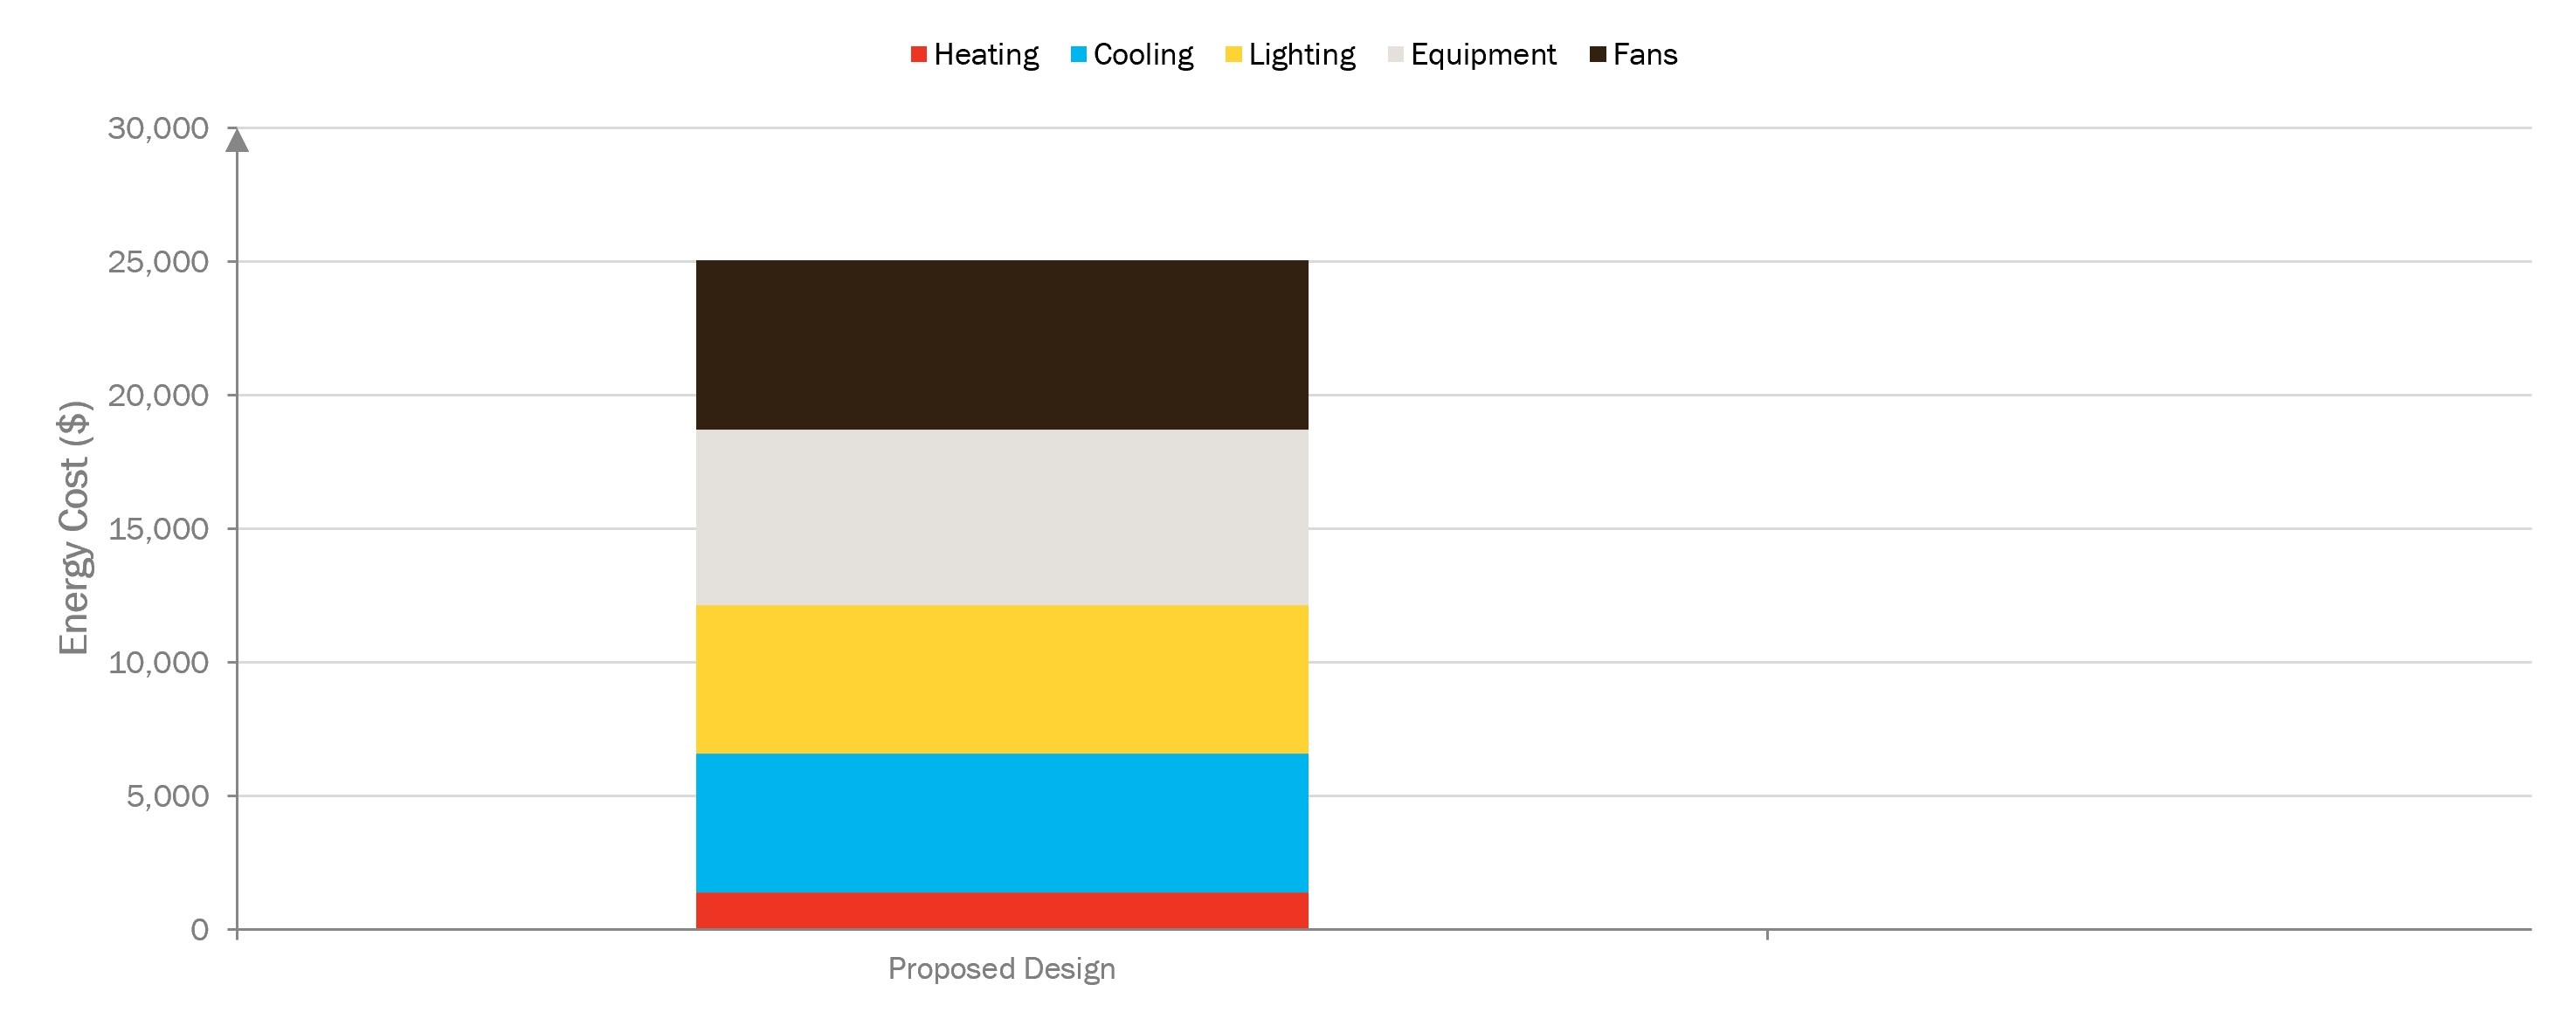 Heating Cooling Lighting Equipment Fans
30,000
25,000
20,000
15,000
10,000
5,000
0
Energy Cost ($)
Proposed Design